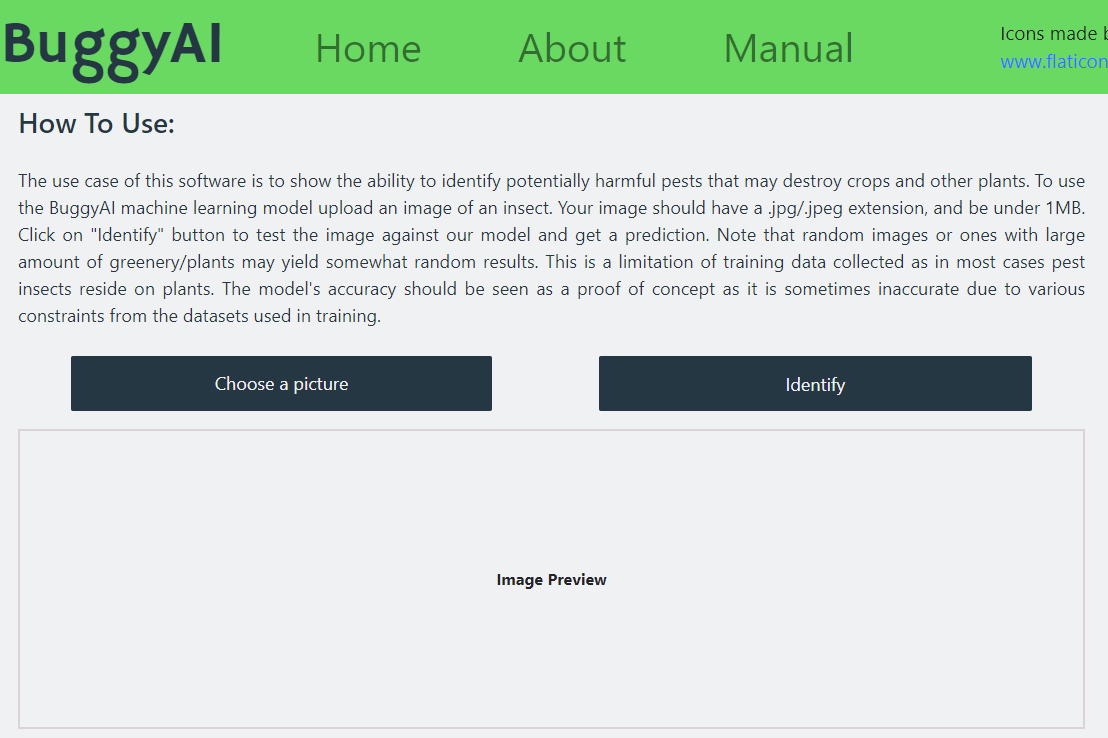 BuggyAI
Home
About
Manual
Icons made
www.flaticon
How To Use:
The use case of this software is to show the ability to identify potentially harmful pests that may destroy crops and other plants. To use
the BuggyAI machine learning model upload an image of an insect. Your image should have a .jpg/.jpeg extension, and be under 1MB.
Click on "Identify" button to test the image against our model and get a prediction. Note that random images or ones with large
amount of greenery/plants may yield somewhat random results. This is a limitation of training data collected as in most cases pest
insects reside on plants. The model's accuracy should be seen as a proof of concept as it is sometimes inaccurate due to various
constraints from the datasets used in training.
Choose a picture
Identify
Image Preview